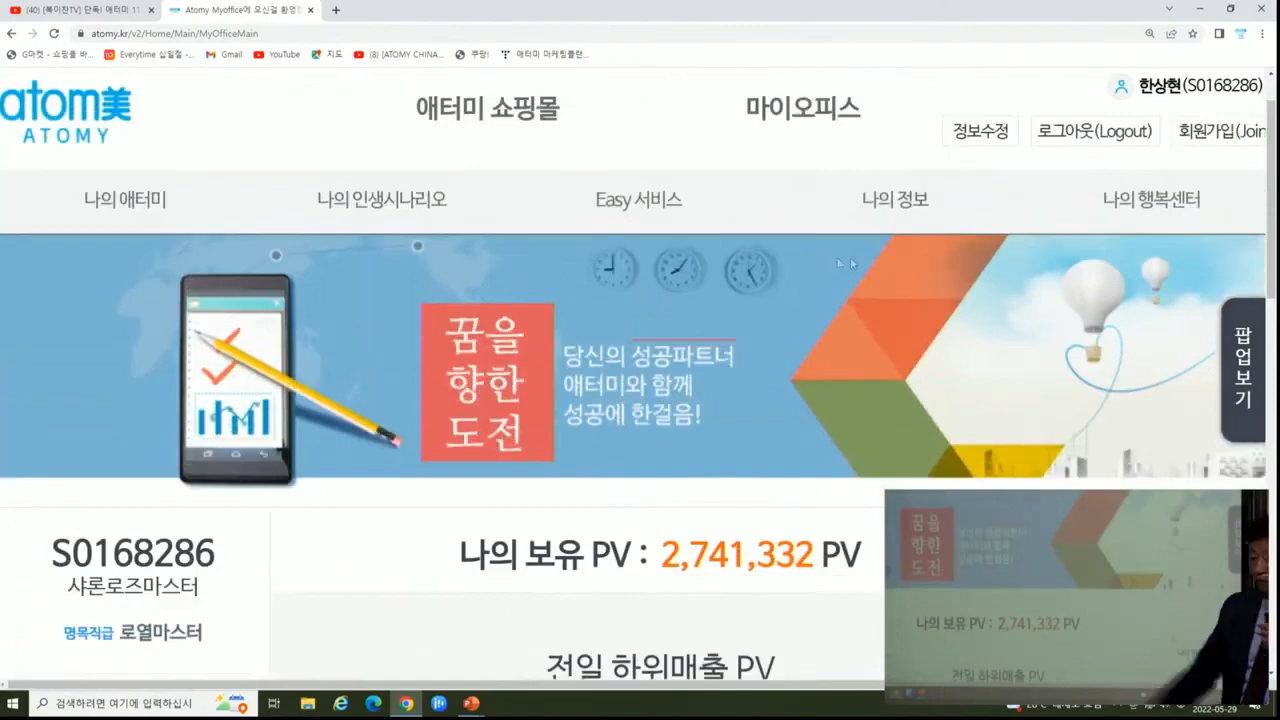 (40) [북이찬TV] 단독! 애터미 11
Atomy Myoffice에 오신걸 환영합
atomy.kr/v2/Home/Main/MyOfficeMain
G마켓 - 쇼핑을 바...
Everytime 십일절 -...
Gmail
YouTube
지도
(8) [ATOMY CHINA...
쿠팡!
애터미 마케팅플랜...
한상현(S0168286)
atom美
ATOMY
애터미 쇼핑몰
마이오피스
정보수정
로그아웃(Logout)
회원가입(Join
나의 애터미
나의 인생시나리오
Easy 서비스
나의 정보
나의 행복센터
꿈을
향한
도전
당신의 성공파트너
애터미와 함께
성공에 한걸음!
팝업보기
S0168286
샤론로즈마스터
명목직급 로열마스터
나의 보유 PV : 2,741,332 PV
전일 하위매출 PV
꿈을
향한
도전
나의 보유 PV : 2,741,332 PV
전일 하위매출 PV
검색하려면 여기에 입력하십시
2022-05-29